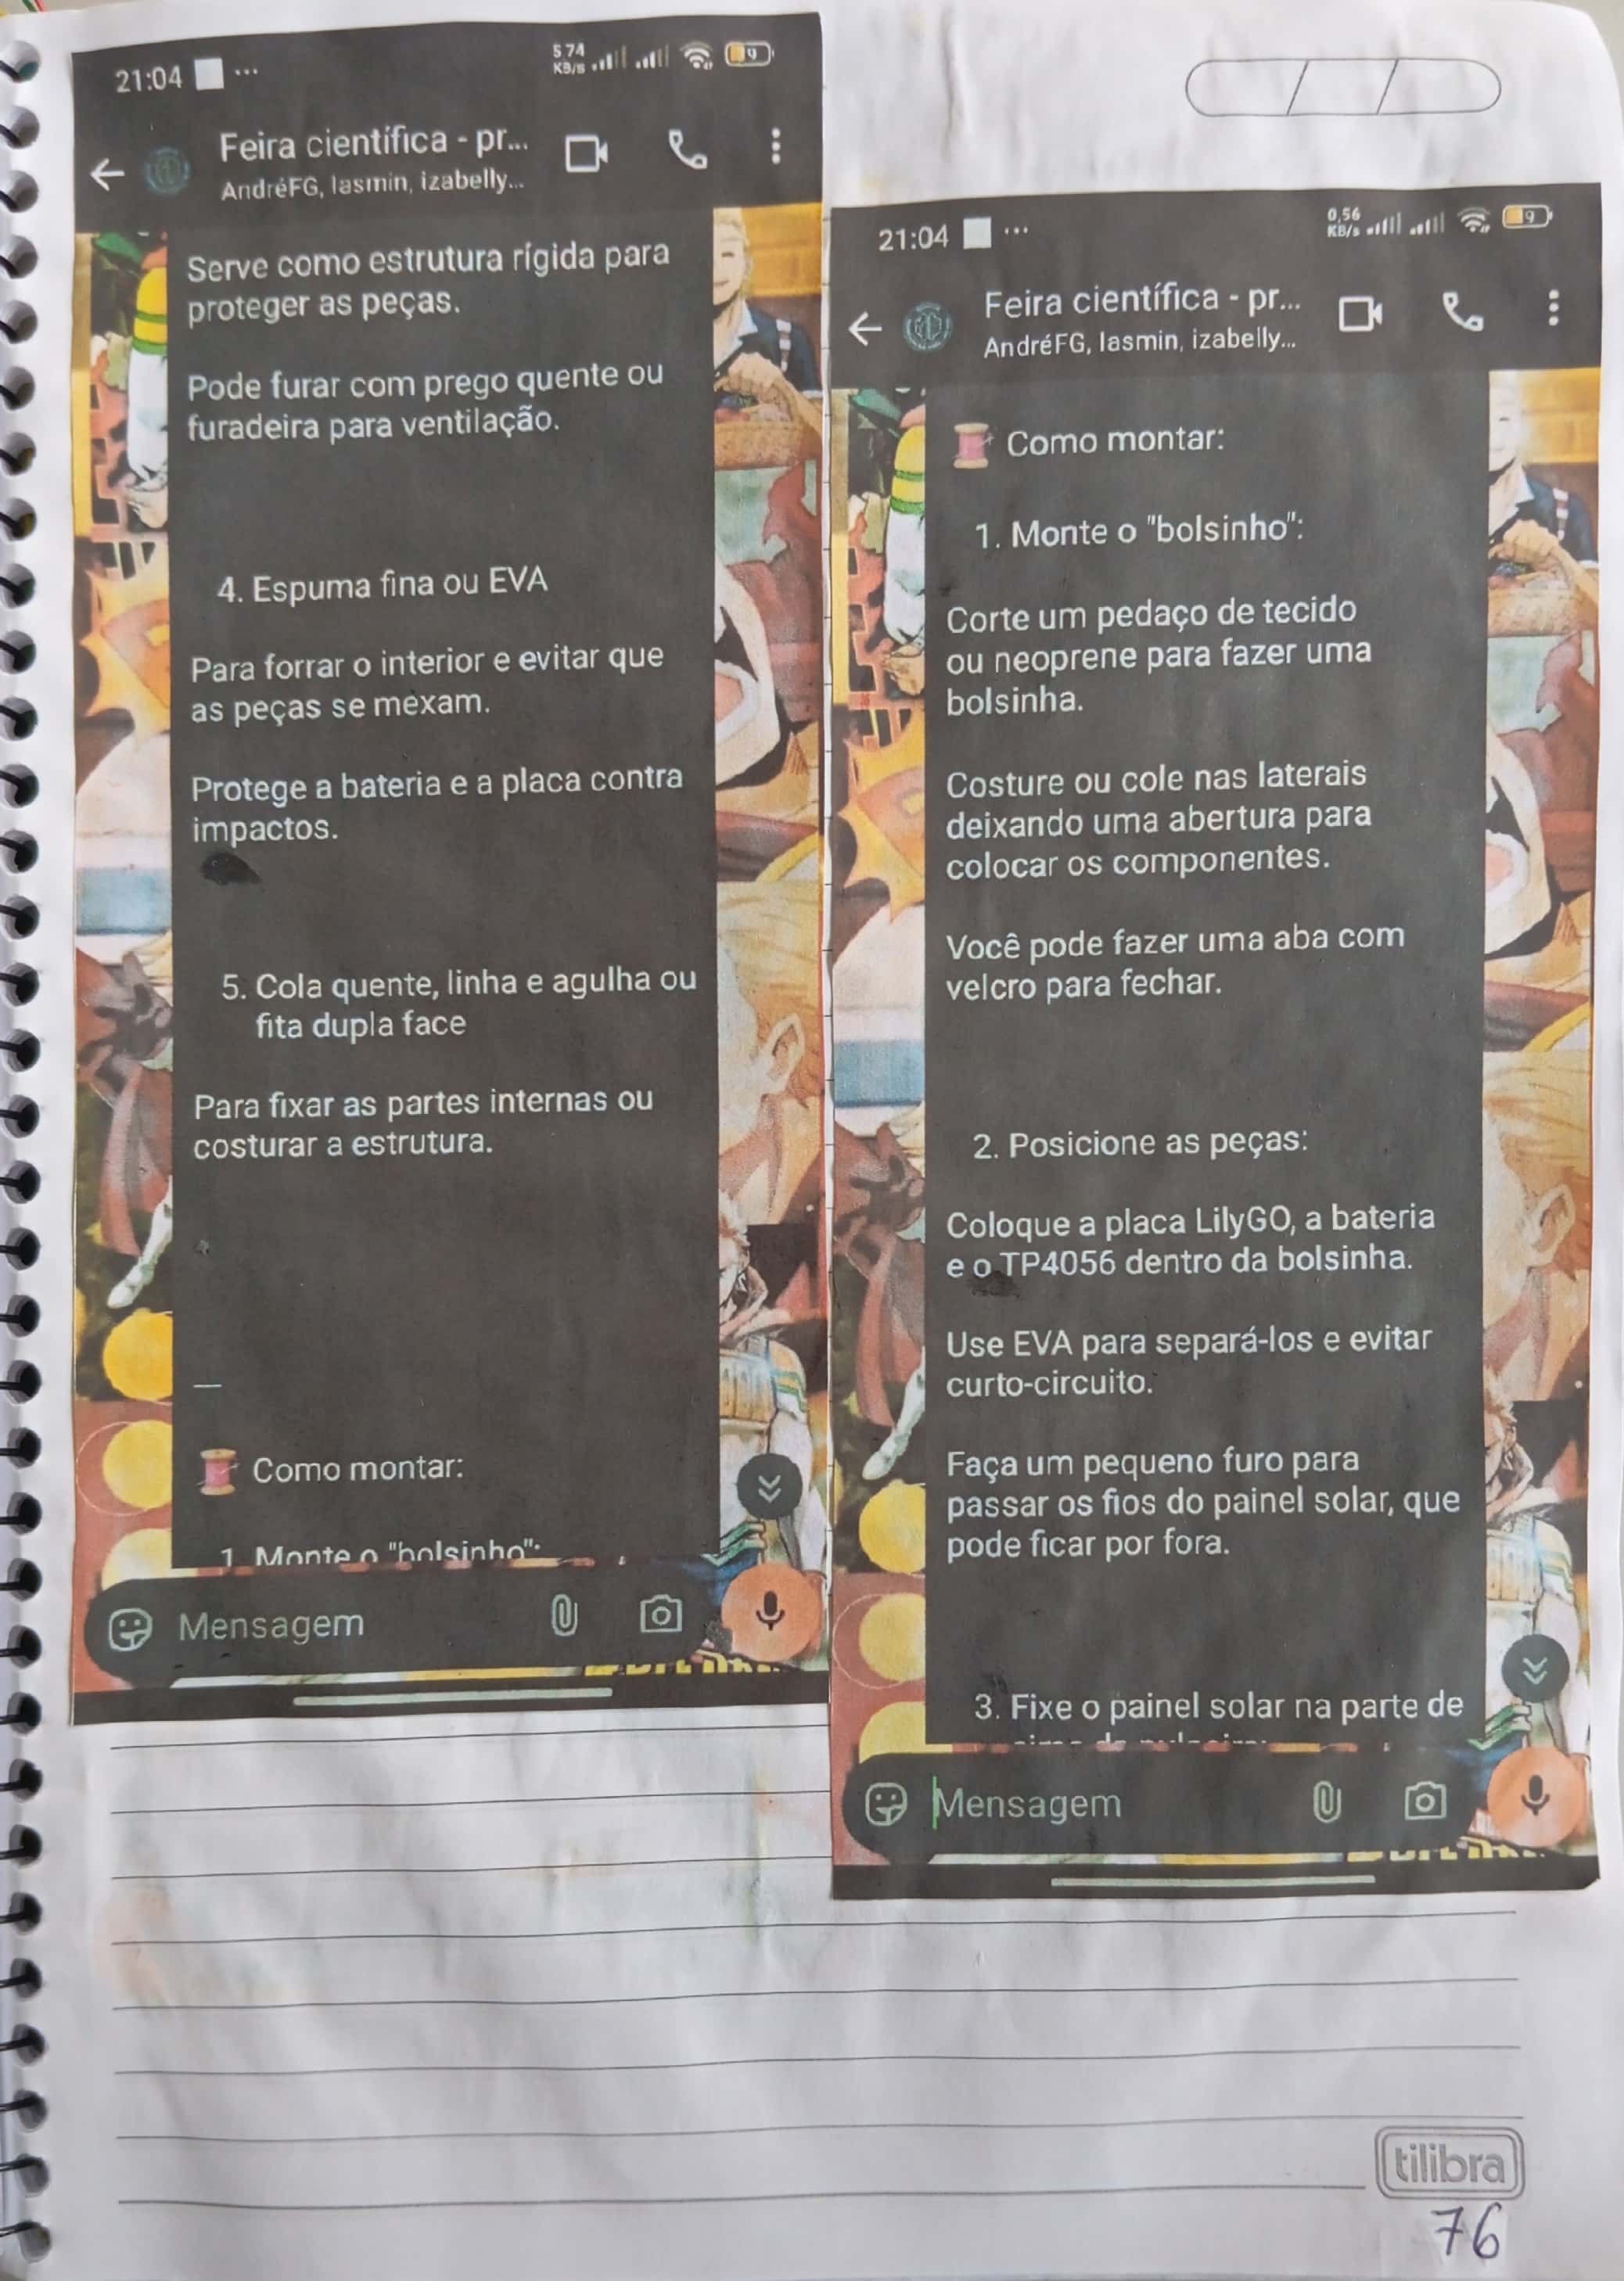 21:04 ...
5 74
KB/s
9
Feira científica - pr...
AndréFG, Iasmin, izabelly...
Serve como estrutura rígida para
proteger as peças.
Pode furar com prego quente ou
furadeira para ventilação.
4. Espuma fina ou EVA
Para forrar o interior e evitar que
as peças se mexam.
Protege a bateria e a placa contra
impactos.
5. Cola quente, linha e agulha ou
fita dupla face
Para fixar as partes internas ou
costurar a estrutura.
—
Como montar:
1. Monte o "bolsinho":
Mensagem
21:04 ...
0,56
KB/s
9
Feira científica - pr...
AndréFG, Iasmin, izabelly...
Como montar:
1. Monte o "bolsinho":
Corte um pedaço de tecido
ou neoprene para fazer uma
bolsinha.
Costure ou cole nas laterais
deixando uma abertura para
colocar os componentes.
Você pode fazer uma aba com
velcro para fechar.
2. Posicione as peças:
Coloque a placa LilyGO, a bateria
e o TP4056 dentro da bolsinha.
Use EVA para separá-los e evitar
curto-circuito.
Faça um pequeno furo para
passar os fios do painel solar, que
pode ficar por fora.
3. Fixe o painel solar na parte de
Mensagem
tilibra
76